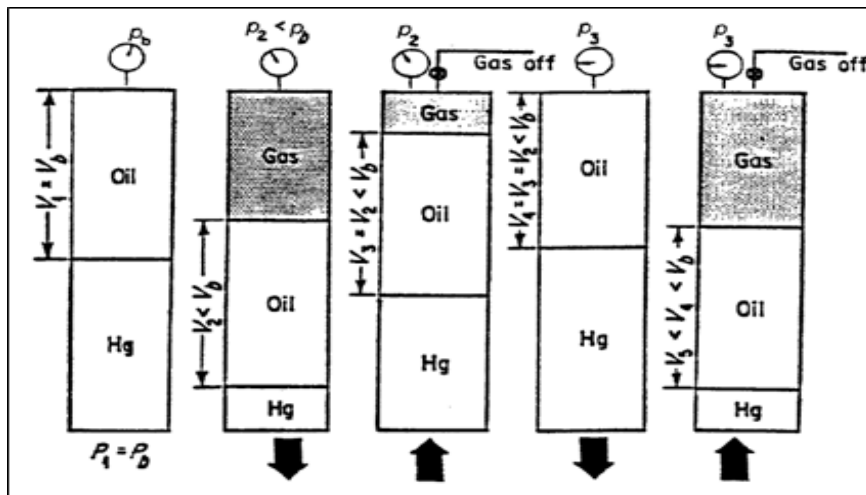 p_b
p_2 < p_b
p_2
Gas off
p_3
p_3
Gas off
V_1 = V_b
Oil
Hg
P_1 = P_b
Gas
V_2 < V_b
Oil
Hg
Gas
V_3 = V_2 < V_b
Oil
Hg
V_4 = V_3 = V_2 < V_b
Oil
Hg
Gas
V_5 < V_4 < V_b
Oil
Hg